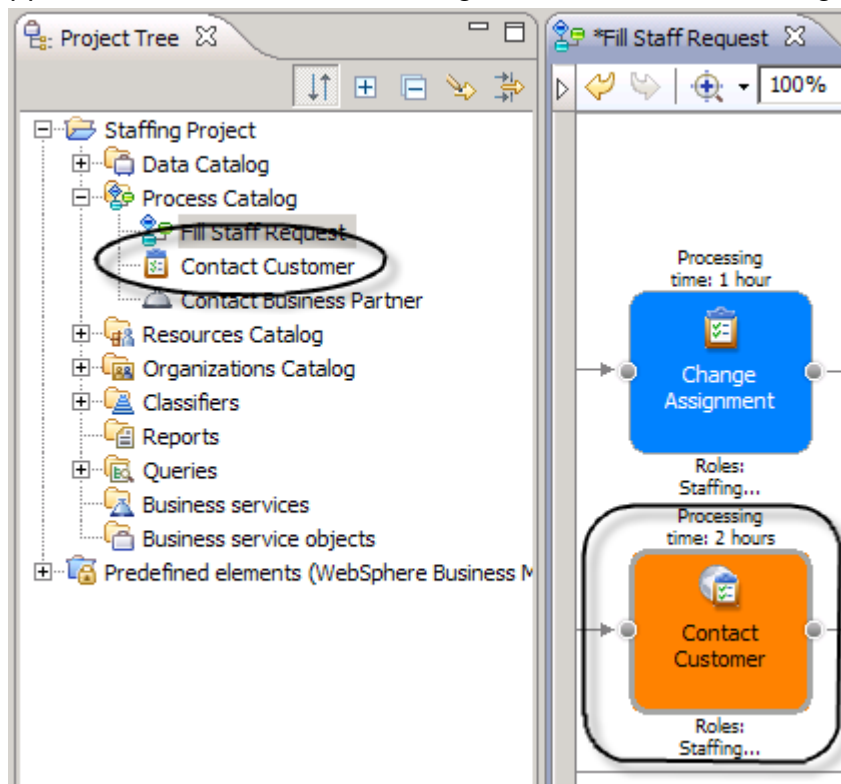 Project Tree
*Fill Staff Request
100%
Staffing Project
Data Catalog
Process Catalog
Fill Staff Request
Contact Customer
Contact Business Partner
Resources Catalog
Organizations Catalog
Classifiers
Reports
Queries
Business services
Business service objects
Predefined elements (WebSphere Business M
Processing
time: 1 hour
Change
Assignment
Roles:
Staffing...
Processing
time: 2 hours
Contact
Customer
Roles:
Staffing...